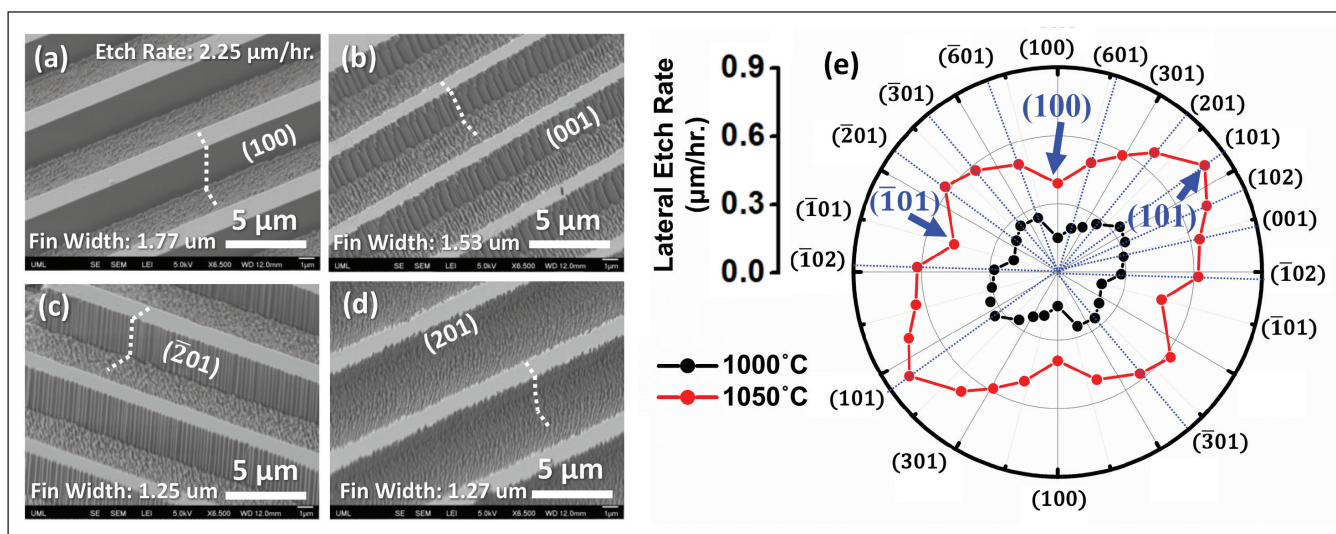 (a)
Etch Rate: 2.25 μm/hr.
(100)
5 μm
Fin Width: 1.77 um
UML SE SEM LEI 5.0kV X6,500 WD 12.0mm 1μm
(b)
(001)
5 μm
Fin Width: 1.53 um
UML SE SEM LEI 5.0kV X6,500 WD 12.0mm 1μm
(c)
(2̅01)
5 μm
Fin Width: 1.25 um
UML SE SEM LEI 5.0kV X6,500 WD 12.0mm 1μm
(d)
(201)
5 μm
Fin Width: 1.27 um
UML SE SEM LEI 5.0kV X6,500 WD 12.0mm 1μm
(e)
Lateral Etch Rate
(μm/hr.)
0.9
0.6
0.3
0.0
1000°C
1050°C
(100)
(601)
(301)
(201)
(101)
(102)
(001)
(1̅02)
(1̅01)
(3̅01)
(100)
(301)
(101)
(1̅02)
(1̅01)
(2̅01)
(3̅01)
(6̅01)
(100)
(1̅01)
(101)